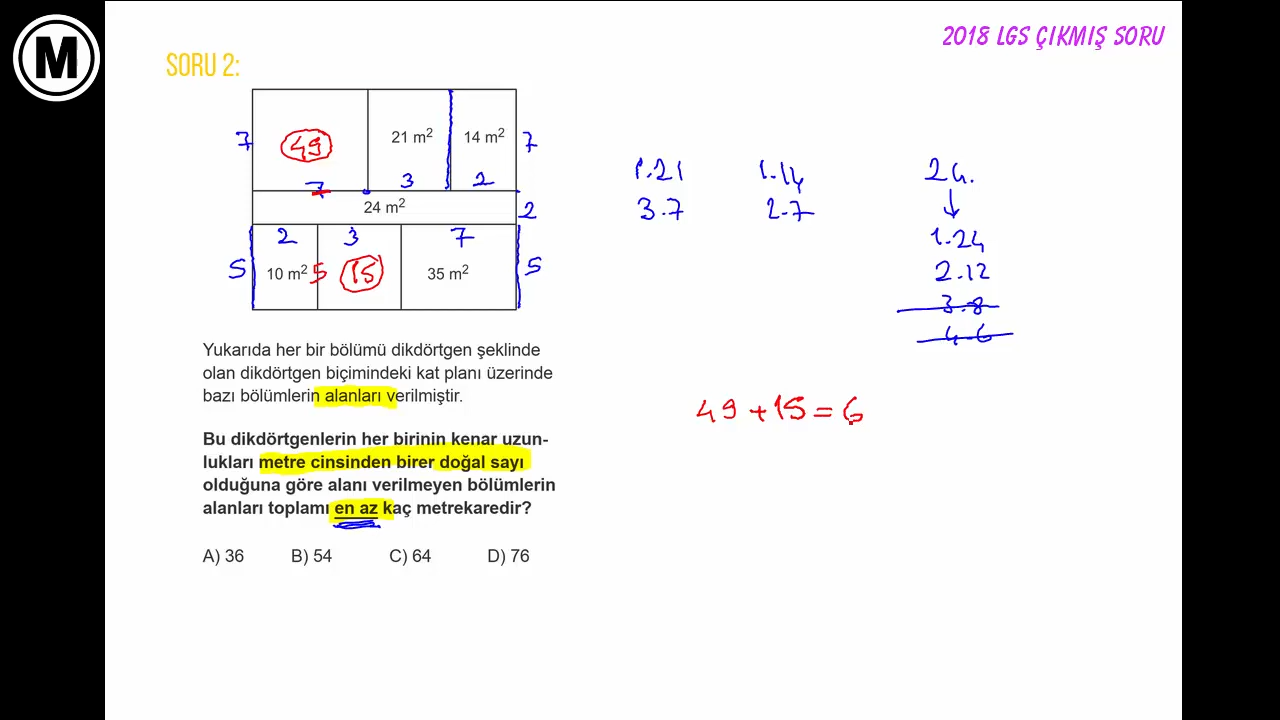 M
2018 LGS ÇIKMIŞ SORU
SORU 2:
7 49 21 m² 14 m² 7
7 3 2
24 m² 2
2 3 7
5 10 m² 5 15 35 m² 5
1.21 1.14 24.
3.7 2.7
1.24
2.12
3.8
4.6
Yukarıda her bir bölümü dikdörtgen şeklinde
olan dikdörtgen biçimindeki kat planı üzerinde
bazı bölümlerin alanları verilmiştir.
49 + 15 = 6
Bu dikdörtgenlerin her birinin kenar uzun-
lukları metre cinsinden birer doğal sayı
olduğuna göre alanı verilmeyen bölümlerin
alanları toplamı en az kaç metrekaredir?
A) 36 B) 54 C) 64 D) 76